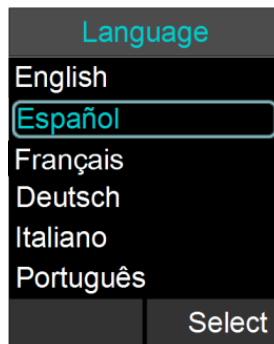 Language
English
Español
Français
Deutsch
Italiano
Português
Select